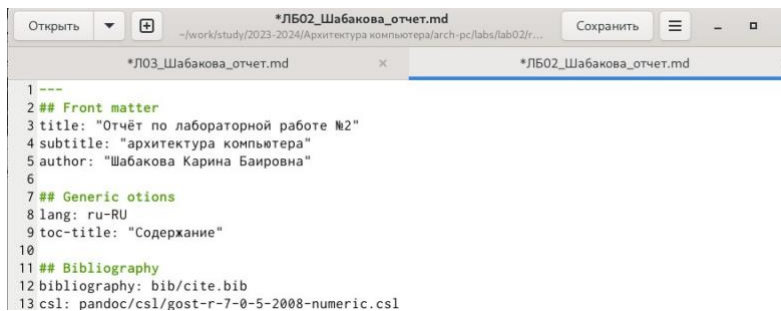 Открыть
*ЛБ02_Шабакова_отчет.md
~/work/study/2023-2024/Архитектура компьютера/arch-pc/labs/lab02/r...
Сохранить
*Л03_Шабакова_отчет.md ×
*ЛБ02_Шабакова_отчет.md
1 ---
2 ## Front matter
3 title: "Отчёт по лабораторной работе №2"
4 subtitle: "архитектура компьютера"
5 author: "Шабакова Карина Баировна"
6
7 ## Generic otions
8 lang: ru-RU
9 toc-title: "Содержание"
10
11 ## Bibliography
12 bibliography: bib/cite.bib
13 csl: pandoc/csl/gost-r-7-0-5-2008-numeric.csl